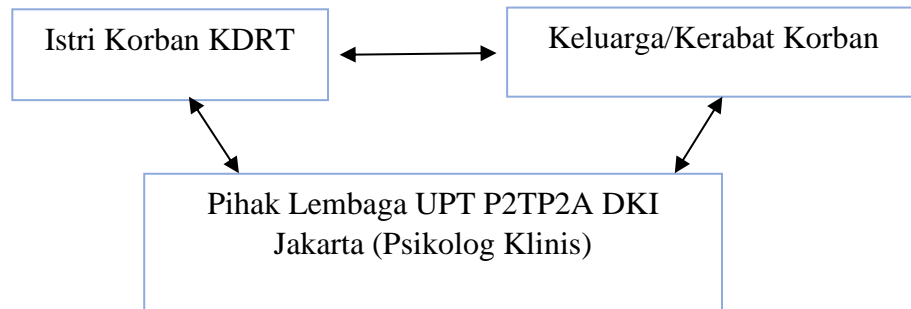 Istri Korban KDRT
Keluarga/Kerabat Korban
Pihak Lembaga UPT P2TP2A DKI
Jakarta (Psikolog Klinis)